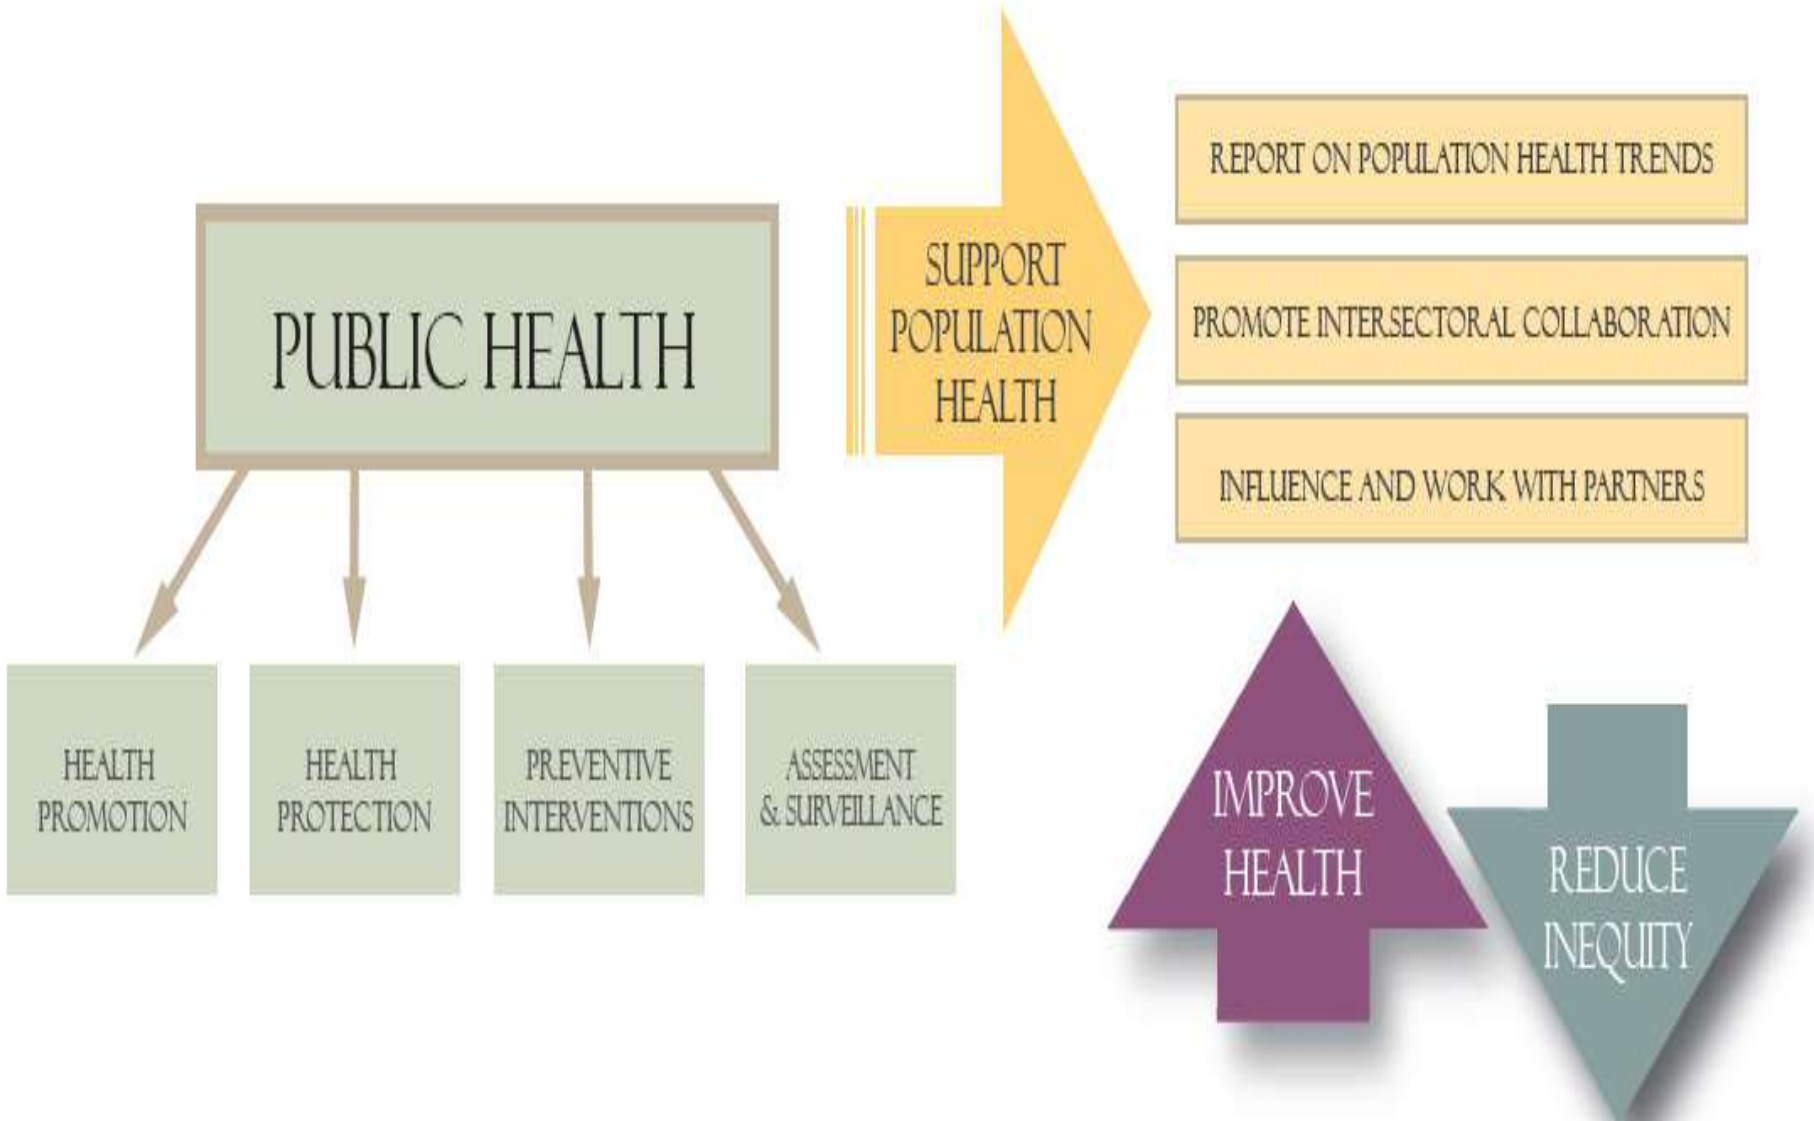 PUBLIC HEALTH
HEALTH
PROMOTION
HEALTH
PROTECTION
PREVENTIVE
INTERVENTIONS
ASSESSMENT
& SURVEILLANCE
SUPPORT
POPULATION
HEALTH
REPORT ON POPULATION HEALTH TRENDS
PROMOTE INTERSECTORAL COLLABORATION
INFLUENCE AND WORK WITH PARTNERS
IMPROVE
HEALTH
REDUCE
INEQUITY